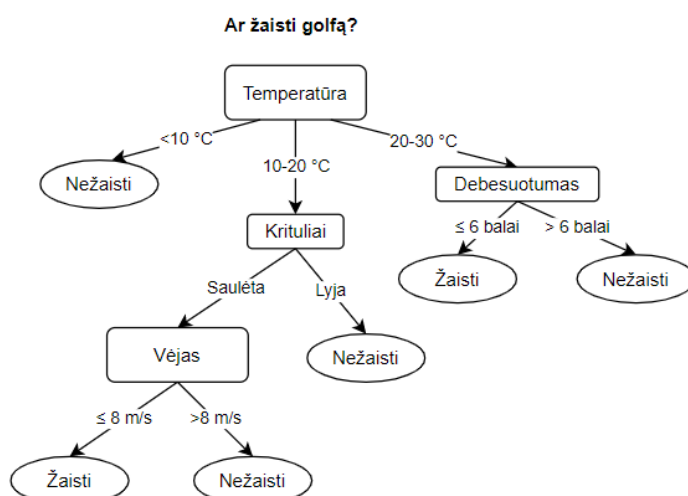 Ar žaisti golfą?
Temperatūra
<10 °C
10-20 °C
20-30 °C
Nežaisti
Debesuotumas
Krituliai
≤ 6 balai
> 6 balai
Žaisti
Nežaisti
Saulėta
Lyja
Vėjas
Nežaisti
≤ 8 m/s
>8 m/s
Žaisti
Nežaisti